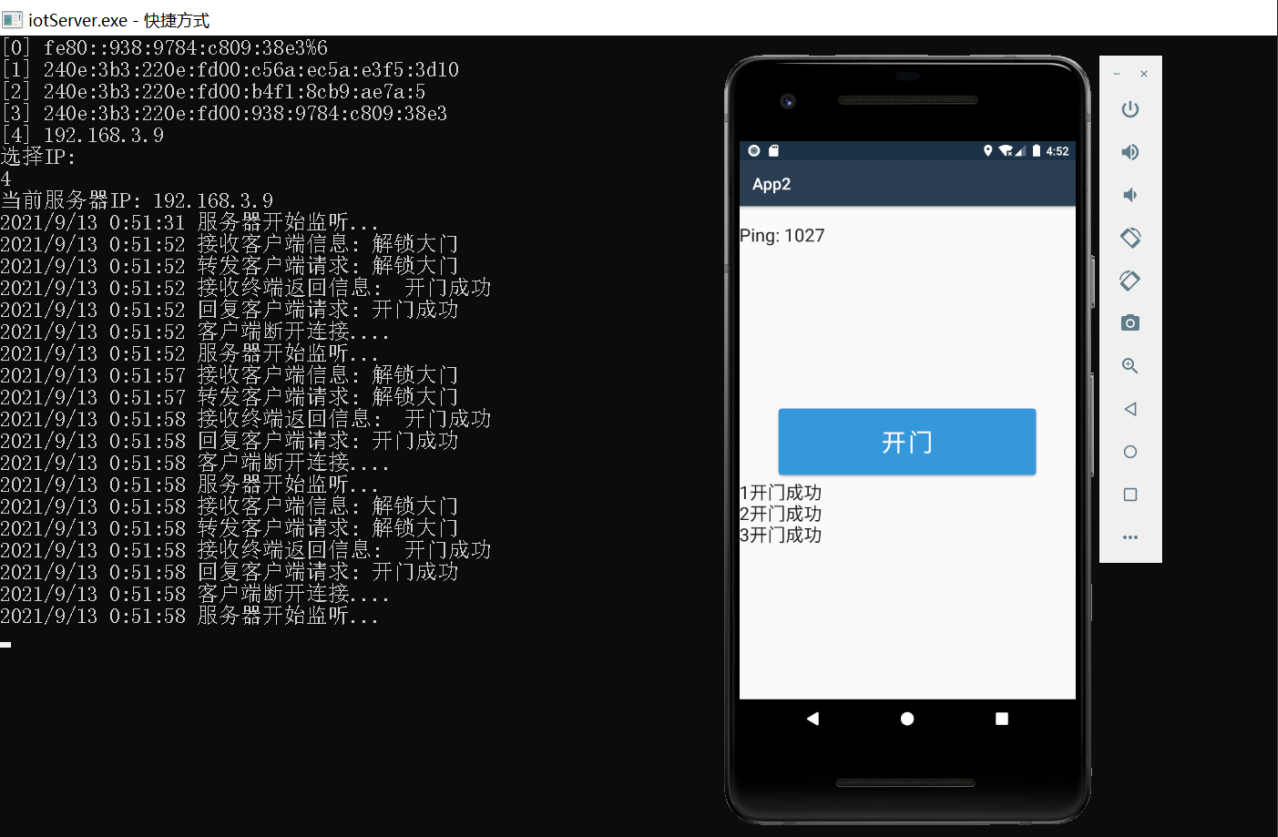 iotServer.exe - 快捷方式
[0] fe80::938:9784:c809:38e3%6
[1] 240e:3b3:220e:fd00:c56a:ec5a:e3f5:3d10
[2] 240e:3b3:220e:fd00:b4f1:8cb9:ae7a:5
[3] 240e:3b3:220e:fd00:938:9784:c809:38e3
[4] 192.168.3.9
选择IP:
4
当前服务器IP: 192.168.3.9
2021/9/13 0:51:31 服务器开始监听...
2021/9/13 0:51:52 接收客户端信息: 解锁大门
2021/9/13 0:51:52 转发客户端请求: 解锁大门
2021/9/13 0:51:52 接收终端返回信息:  开门成功
2021/9/13 0:51:52 回复客户端请求: 开门成功
2021/9/13 0:51:52 客户端断开连接....
2021/9/13 0:51:52 服务器开始监听...
2021/9/13 0:51:57 接收客户端信息: 解锁大门
2021/9/13 0:51:57 转发客户端请求: 解锁大门
2021/9/13 0:51:58 接收终端返回信息:  开门成功
2021/9/13 0:51:58 回复客户端请求: 开门成功
2021/9/13 0:51:58 客户端断开连接....
2021/9/13 0:51:58 服务器开始监听...
2021/9/13 0:51:58 接收客户端信息: 解锁大门
2021/9/13 0:51:58 转发客户端请求: 解锁大门
2021/9/13 0:51:58 接收终端返回信息:  开门成功
2021/9/13 0:51:58 回复客户端请求: 开门成功
2021/9/13 0:51:58 客户端断开连接....
2021/9/13 0:51:58 服务器开始监听...
4:52
App2
Ping: 1027
开门
1开门成功
2开门成功
3开门成功